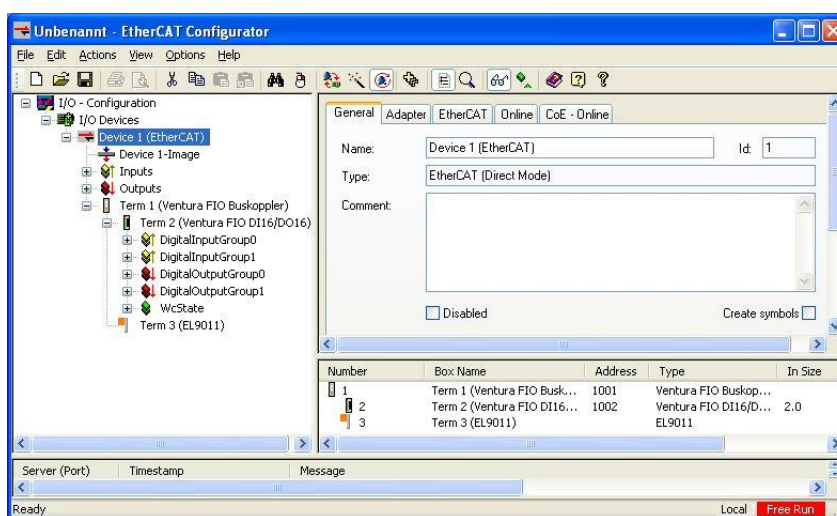 Unbenannt - EtherCAT Configurator
File Edit Actions View Options Help
I/O - Configuration
I/O Devices
Device 1 (EtherCAT)
Device 1-Image
Inputs
Outputs
Term 1 (Ventura FIO Buskoppler)
Term 2 (Ventura FIO DI16/DO16)
DigitalInputGroup0
DigitalInputGroup1
DigitalOutputGroup0
DigitalOutputGroup1
WcState
Term 3 (EL9011)
General Adapter EtherCAT Online CoE - Online
Name: Device 1 (EtherCAT) Id: 1
Type: EtherCAT (Direct Mode)
Comment:
Disabled Create symbols
Number Box Name Address Type In Size
1 Term 1 (Ventura FIO Busk... 1001 Ventura FIO Buskop...
2 Term 2 (Ventura FIO DI16... 1002 Ventura FIO DI16/D... 2.0
3 Term 3 (EL9011) EL9011
Server (Port) Timestamp Message
Ready Local Free Run